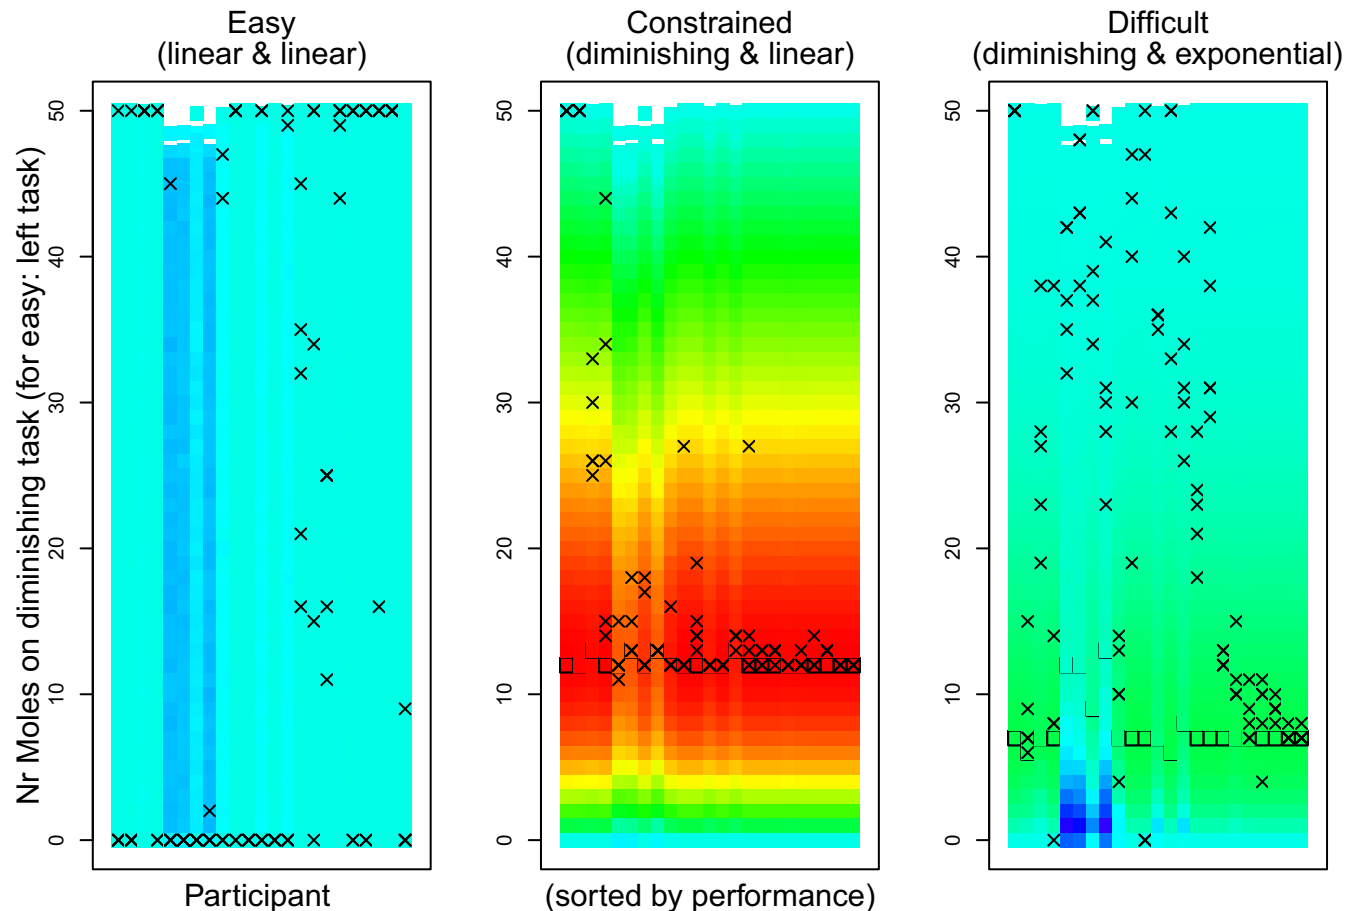 Easy
(linear & linear)
Constrained
(diminishing & linear)
Difficult
(diminishing & exponential)
Nr Moles on diminishing task (for easy: left task)
50
40
30
20
10
0
50
40
30
20
10
0
50
40
30
20
10
0
Participant
(sorted by performance)